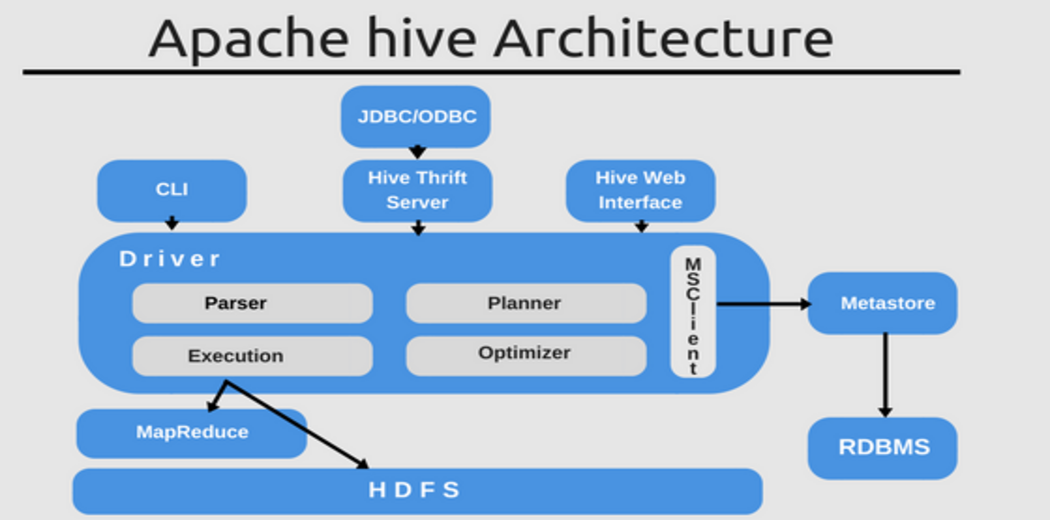 Apache hive Architecture
JDBC/ODBC
CLI
Hive Thrift
Server
Hive Web
Interface
Driver
MSClient
Parser
Planner
Execution
Optimizer
Metastore
MapReduce
RDBMS
HDFS